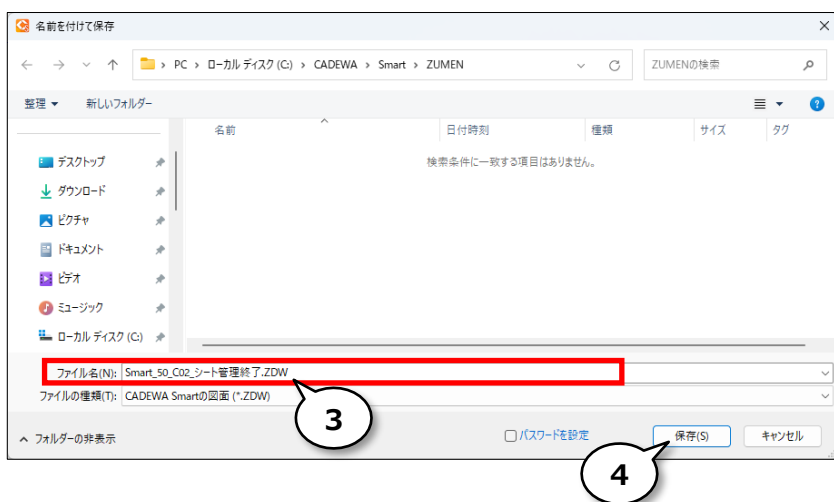 名前を付けて保存
PC › ローカル ディスク (C:) › CADEWA › Smart › ZUMEN
ZUMENの検索
整理 新しいフォルダー
名前 日付時刻 種類 サイズ タグ
検索条件に一致する項目はありません。
デスクトップ
ダウンロード
ピクチャ
ドキュメント
ビデオ
ミュージック
ローカル ディスク (C:)
ファイル名(N): Smart_50_C02_シート管理終了.ZDW
ファイルの種類(T): CADEWA Smartの図面 (*.ZDW)
3
フォルダーの非表示 パスワードを設定 保存(S) キャンセル
4